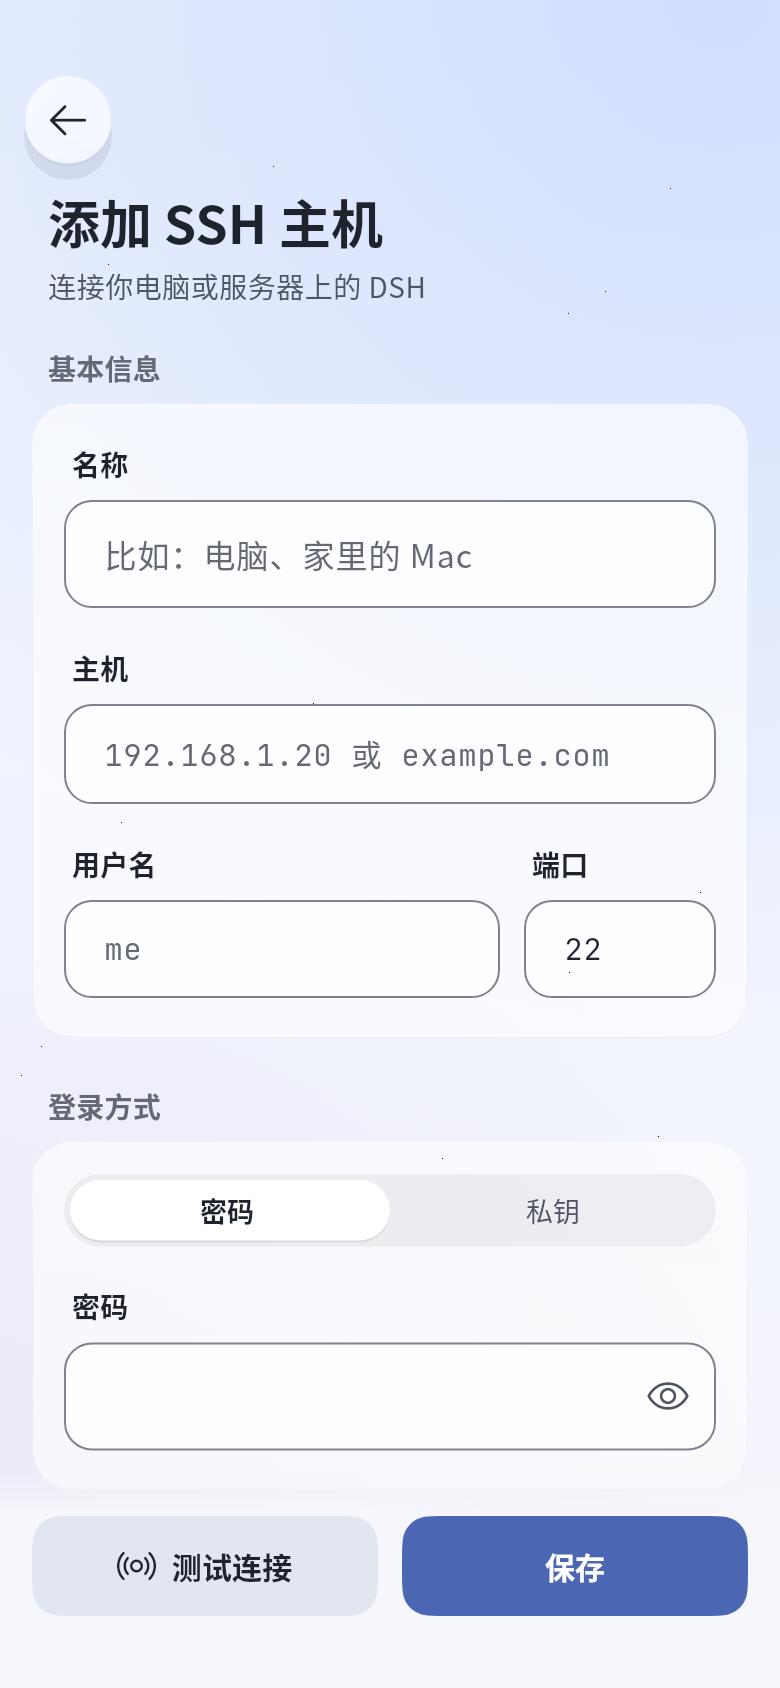 添加 SSH 主机
连接你电脑或服务器上的 DSH
基本信息
名称
比如：电脑、家里的 Mac
主机
192.168.1.20 或 example.com
用户名 端口
me 22
登录方式
密码 私钥
密码
测试连接 保存